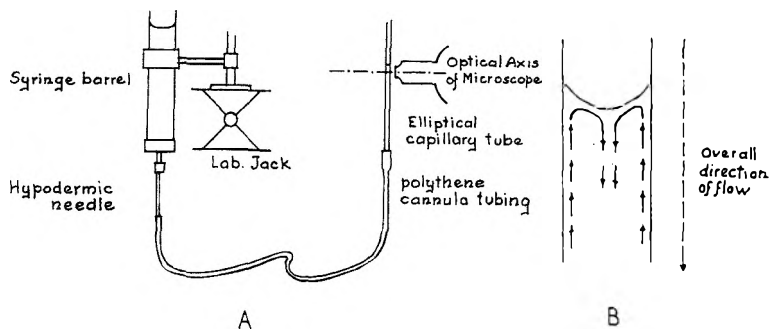 Syringe barrel
Hypodermic
needle
Lab. Jack
Optical Axis
of Microscope
Elliptical
capillary tube
polythene
cannula tubing
A
Overall
direction
of flow
B